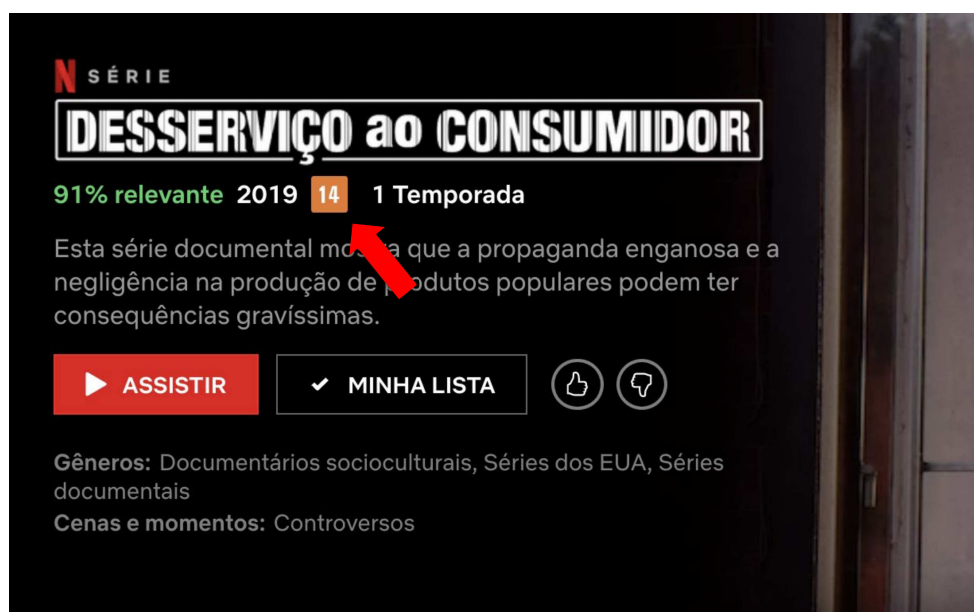 N SÉRIE
DESSERVIÇO ao CONSUMIDOR
91% relevante 2019 14 1 Temporada
Esta série documental mostra que a propaganda enganosa e a
negligência na produção de produtos populares podem ter
consequências gravíssimas.
ASSISTIR MINHA LISTA
Gêneros: Documentários socioculturais, Séries dos EUA, Séries
documentais
Cenas e momentos: Controversos